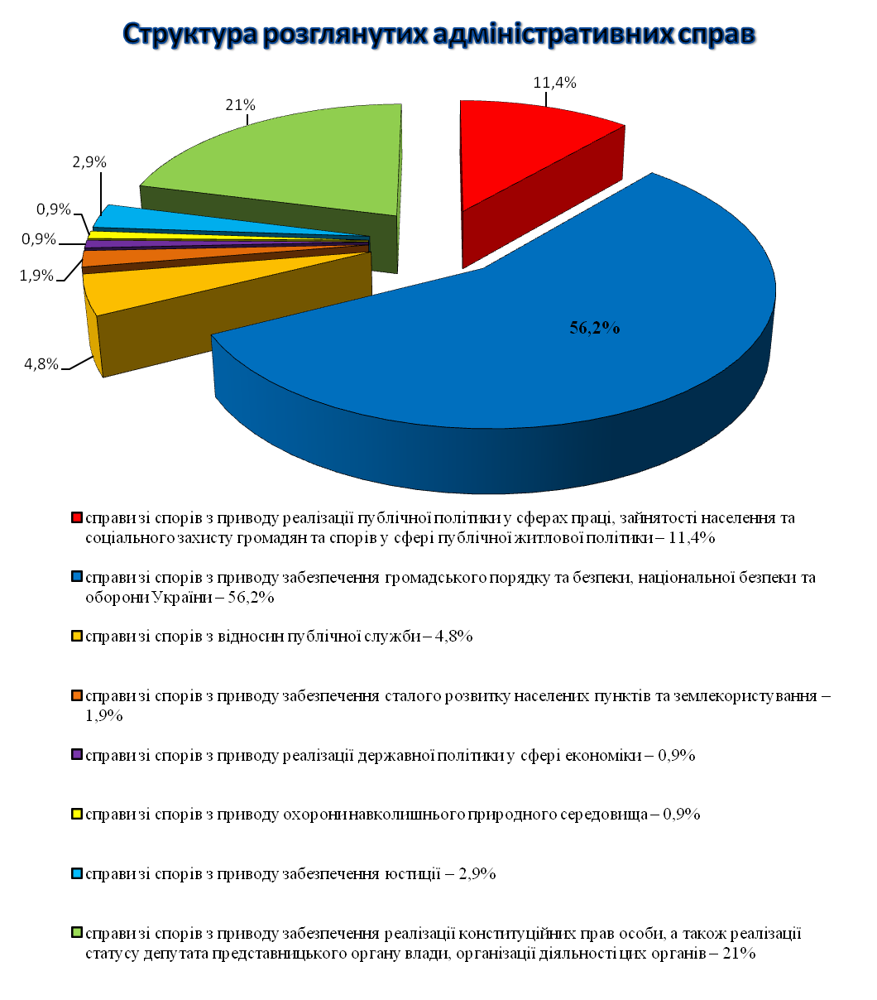 Структура розглянутих адміністративних справ
11,4%
21%
2,9%
0,9%
0,9%
1,9%
4,8%
56,2%
справи зі спорів з приводу реалізації публічної політики у сферах праці, зайнятості населення та
соціального захисту громадян та спорів у сфері публічної житлової політики – 11,4%
справи зі спорів з приводу забезпечення громадського порядку та безпеки, національної безпеки та
оборони України – 56,2%
справи зі спорів з відносин публічної служби – 4,8%
справи зі спорів з приводу забезпечення сталого розвитку населених пунктів та землекористування –
1,9%
справи зі спорів з приводу реалізації державної політики у сфері економіки – 0,9%
справи зі спорів з приводу охорони навколишнього природного середовища – 0,9%
справи зі спорів з приводу забезпечення юстиції – 2,9%
справи зі спорів з приводу забезпечення реалізації конституційних прав особи, а також реалізації
статусу депутата представницького органу влади, організації діяльності цих органів – 21%